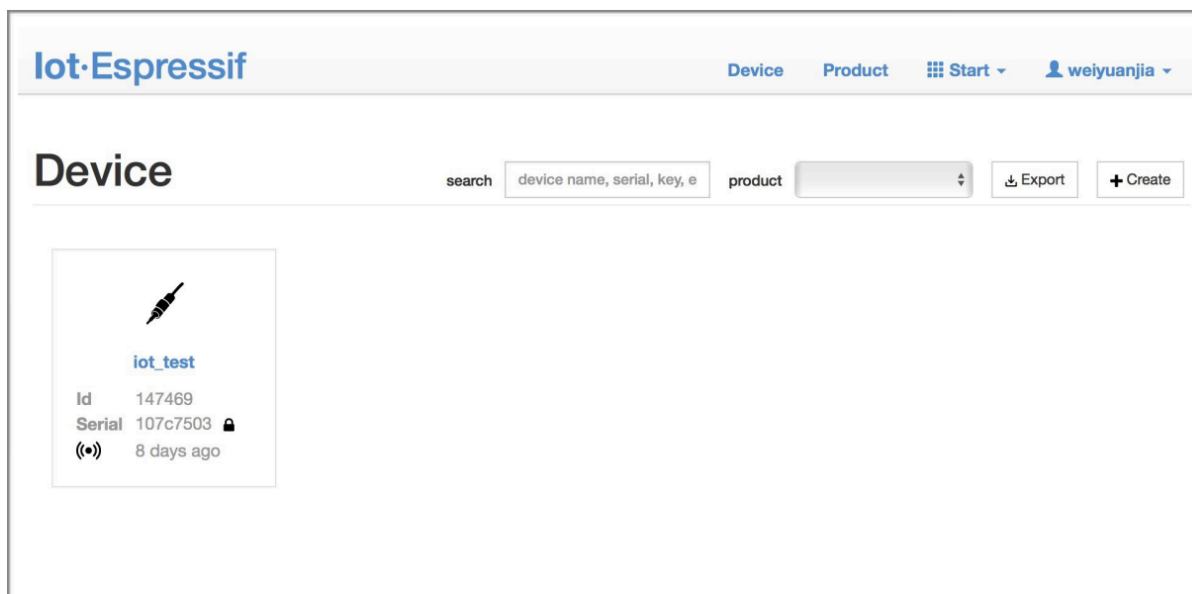 Iot·Espressif
Device Product Start weiyuanjia
Device
search device name, serial, key, e product Export Create
iot_test
Id 147469
Serial 107c7503
8 days ago